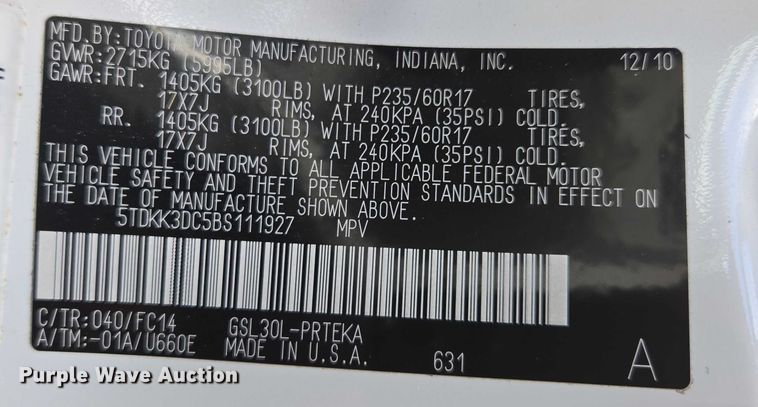 MFD.BY:TOYOTA MOTOR MANUFACTURING, INDIANA, INC. 12/10
GVWR:2715KG (5985LB)
GAWR:FRT. 1405KG (3100LB) WITH P235/60R17 TIRES,
17X7J RIMS, AT 240KPA (35PSI) COLD.
RR. 1405KG (3100LB) WITH P235/60R17 TIRES,
17X7J RIMS, AT 240KPA (35PSI) COLD.
THIS VEHICLE CONFORMS TO ALL APPLICABLE FEDERAL MOTOR
VEHICLE SAFETY AND THEFT PREVENTION STANDARDS IN EFFECT ON
THE DATE OF MANUFACTURE SHOWN ABOVE.
5TDKK3DC5BS111927 MPV
C/TR:040/FC14 GSL30L-PRTEKA
A/TM:-01A/U660E MADE IN U.S.A. 631 A
Purple Wave Auction